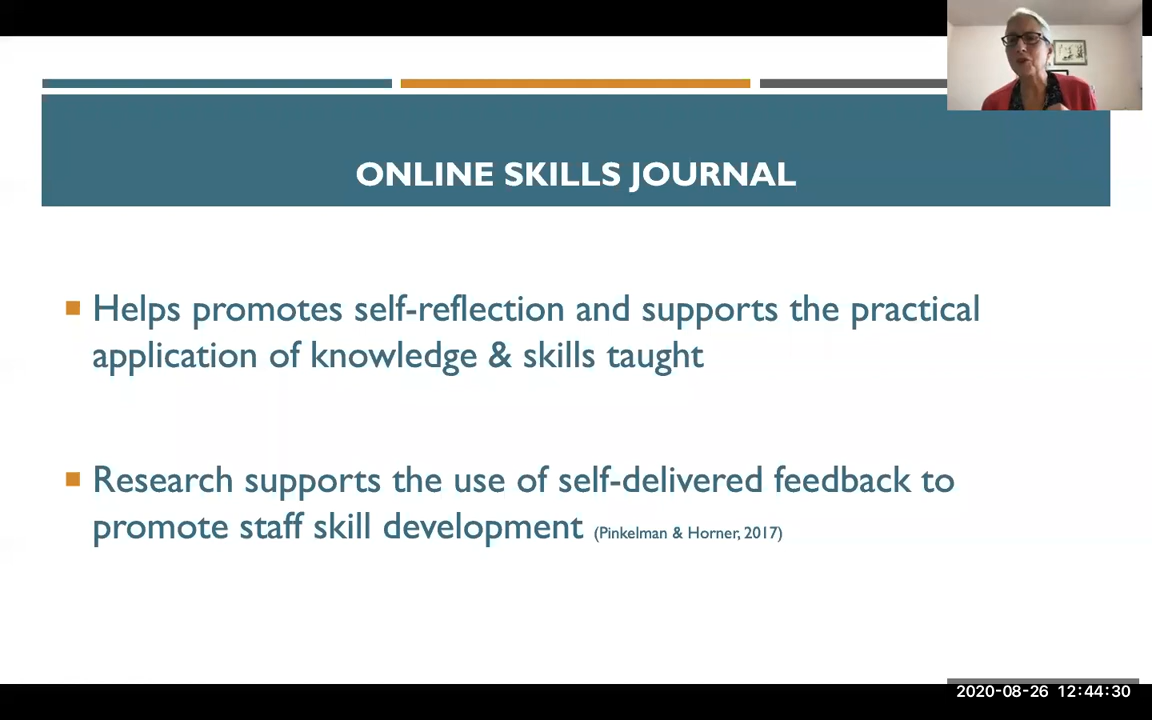 ONLINE SKILLS JOURNAL
Helps promotes self-reflection and supports the practical
application of knowledge & skills taught
Research supports the use of self-delivered feedback to
promote staff skill development (Pinkelman & Horner, 2017)
2020-08-26 12:44:30